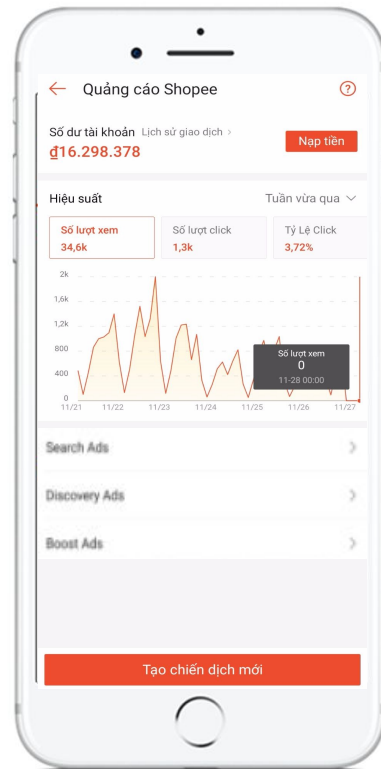 Quảng cáo Shopee
Số dư tài khoản Lịch sử giao dịch >
₫16.298.378
Nạp tiền
Hiệu suất
Tuần vừa qua
Số lượt xem
34,6k
Số lượt click
1,3k
Tỷ Lệ Click
3,72%
2k
1,6k
1,2k
800
400
0
Số lượt xem
0
11-28 00:00
11/21 11/22 11/23 11/24 11/25 11/26 11/27
Search Ads
Discovery Ads
Boost Ads
Tạo chiến dịch mới